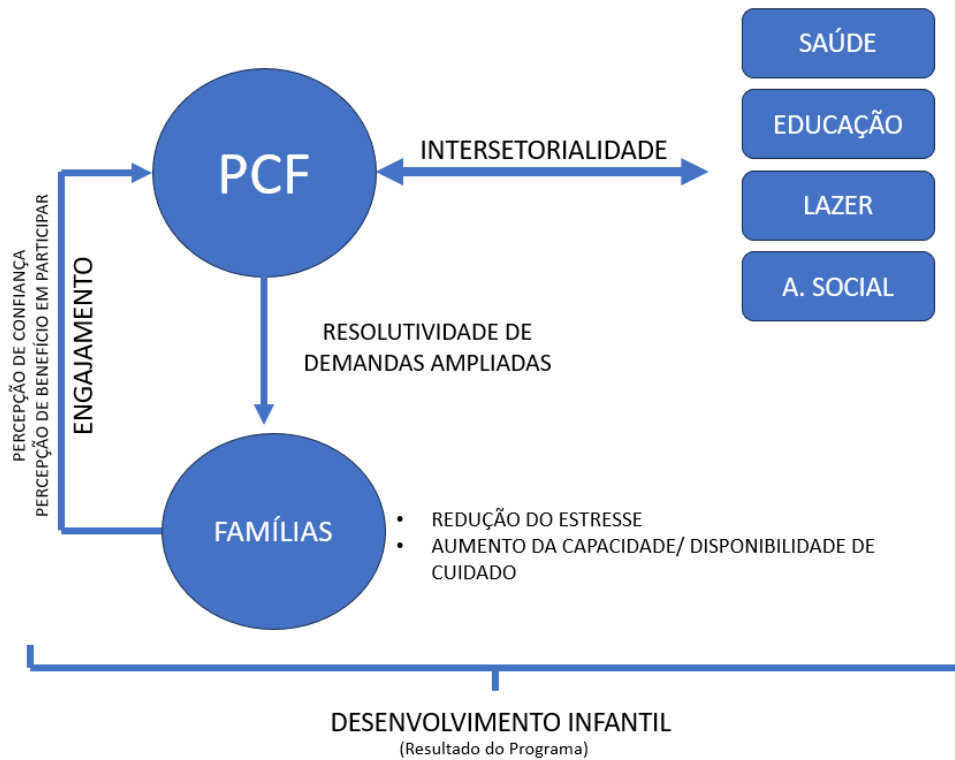 SAÚDE
EDUCAÇÃO
LAZER
A. SOCIAL
PCF
INTERSETORIALIDADE
PERCEPÇÃO DE CONFIANÇA
PERCEPÇÃO DE BENEFÍCIO EM PARTICIPAR
ENGAJAMENTO
RESOLUTIVIDADE DE
DEMANDAS AMPLIADAS
FAMÍLIAS
• REDUÇÃO DO ESTRESSE
• AUMENTO DA CAPACIDADE/ DISPONIBILIDADE DE
CUIDADO
DESENVOLVIMENTO INFANTIL
(Resultado do Programa)